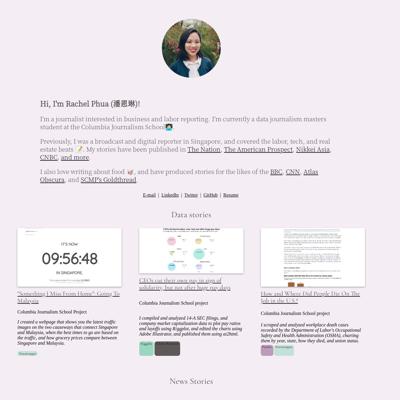 Hi, I'm Rachel Phua (潘恩琳)!
I'm a journalist interested in business and labor reporting. I'm currently a data journalism masters
student at the Columbia Journalism School
Previously, I was a broadcast and digital reporter in Singapore, and covered the labor, tech, and real
estate beats. My stories have been published in The Nation, The American Prospect, Nikkei Asia,
CNBC, and more.
I also love writing about food, and have produced stories for the likes of the BBC, CNN, Atlas
Obscura, and SCMP's Goldthread.
E-mail | LinkedIn | Twitter | GitHub | Resume
Data stories
IT'S NOW
09:56:48
IN SINGAPORE.
"Something I Miss From Home": Going To
Malaysia
Columbia Journalism School Project
I created a webpage that shows you the latest traffic
images on the two causeways that connect Singapore
and Malaysia, when the best times to go are based on
the traffic, and how grocery prices compare between
Singapore and Malaysia.
CEOs cut their own pay in sign of
solidarity, but not after huge pay days
Columbia Journalism School project
I compiled and analyzed 14-A SEC filings, and
company market capitalization data to plot pay ratios
and layoffs using R/ggplot, and edited the charts using
Adobe Illustrator, and published them using ai2html.
How and Where Did People Die On The
Job in the U.S?
Columbia Journalism School project
I scraped and analyzed workplace death cases
recorded by the Department of Labor's Occupational
Safety and Health Administration (OSHA), charting
them by year, state, how they died, and union status.
News Stories